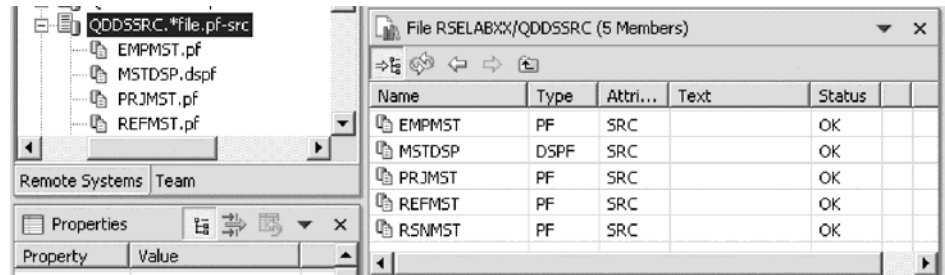 QDDSSRC.*file.pf-src
EMPMST.pf
MSTDSP.dspf
PRJMST.pf
REFMST.pf
Remote Systems Team
Properties
Property Value
File RSELABXX/QDDSSRC (5 Members)
Name Type Attri... Text Status
EMPMST PF SRC OK
MSTDSP DSPF SRC OK
PRJMST PF SRC OK
REFMST PF SRC OK
RSNMST PF SRC OK